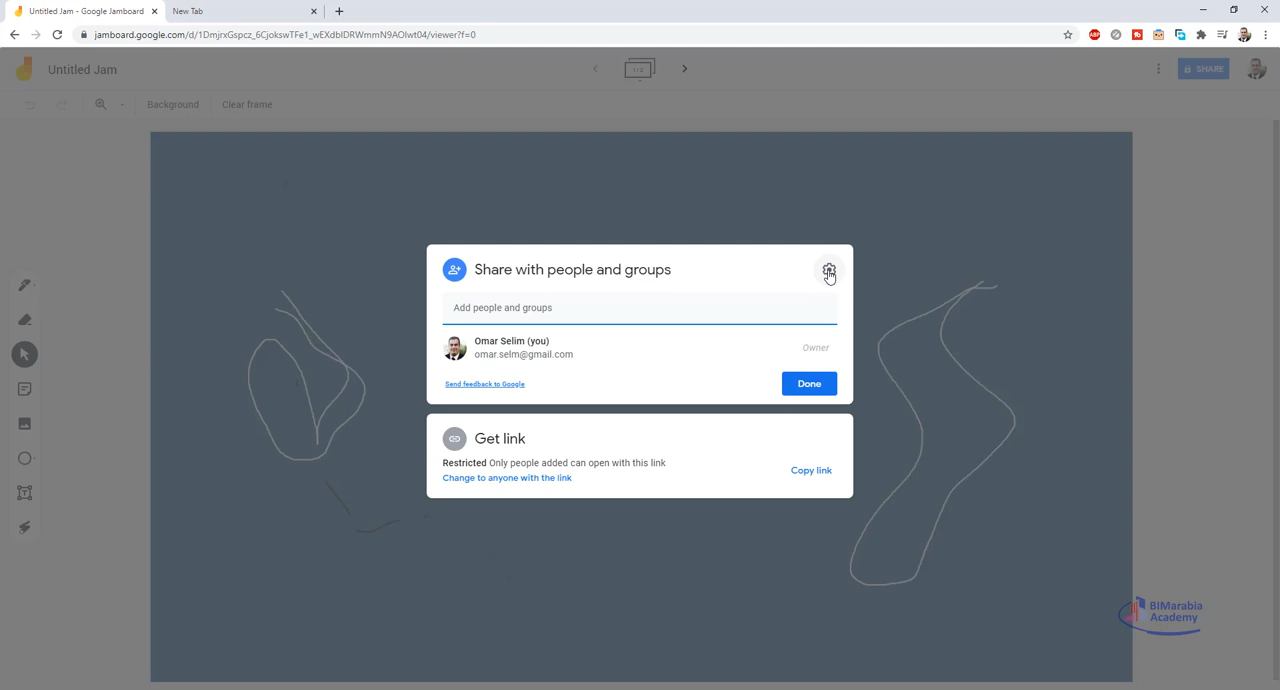 Untitled Jam - Google Jamboard
New Tab
jamboard.google.com/d/1DmjrxGspcz_6CjokswTFe1_wEXdbIDRWmmN9AOlwt04/viewer?f=0
ABP
Untitled Jam
1 / 2
SHARE
Background
Clear frame
Share with people and groups
Add people and groups
Omar Selim (you)
omar.selm@gmail.com
Owner
Send feedback to Google
Done
Get link
Restricted Only people added can open with this link
Change to anyone with the link
Copy link
BIMarabia
Academy